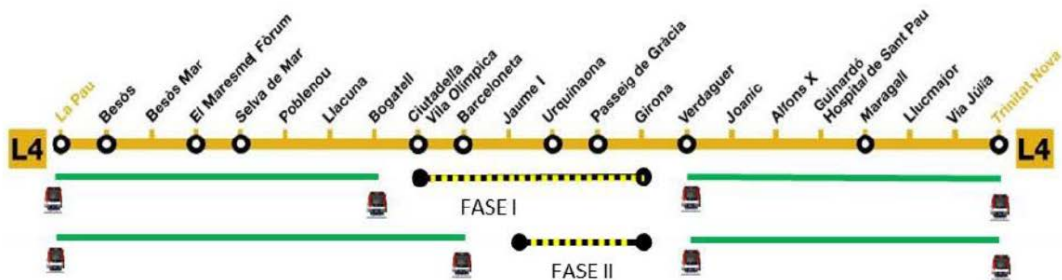 La Pau
Besòs
Besòs Mar
El Maresme| Fòrum
Selva de Mar
Poblenou
Llacuna
Bogatell
Ciutadella
Vila Olímpica
Barceloneta
Jaume I
Urquinaona
Passeig de Gràcia
Girona
Verdaguer
Joanic
Alfons X
Guinardó
Hospital de Sant Pau
Maragall
Llucmajor
Via Júlia
Trinitat Nova
L4
L4
FASE I
FASE II